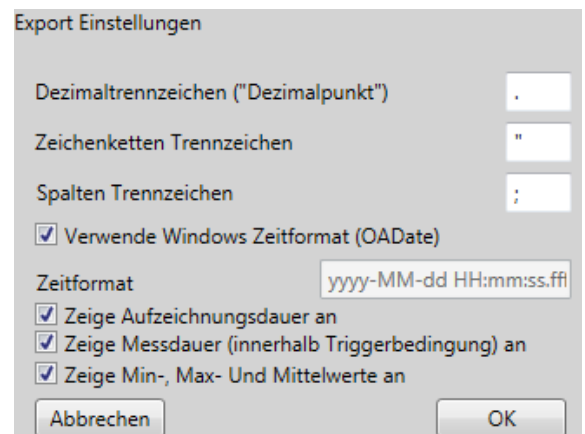 Export Einstellungen
Dezimaltrennzeichen ("Dezimalpunkt") .
Zeichenketten Trennzeichen "
Spalten Trennzeichen ;
Verwende Windows Zeitformat (OADate)
Zeitformat yyyy-MM-dd HH:mm:ss.fff
Zeige Aufzeichnungsdauer an
Zeige Messdauer (innerhalb Triggerbedingung) an
Zeige Min-, Max- Und Mittelwerte an
Abbrechen OK